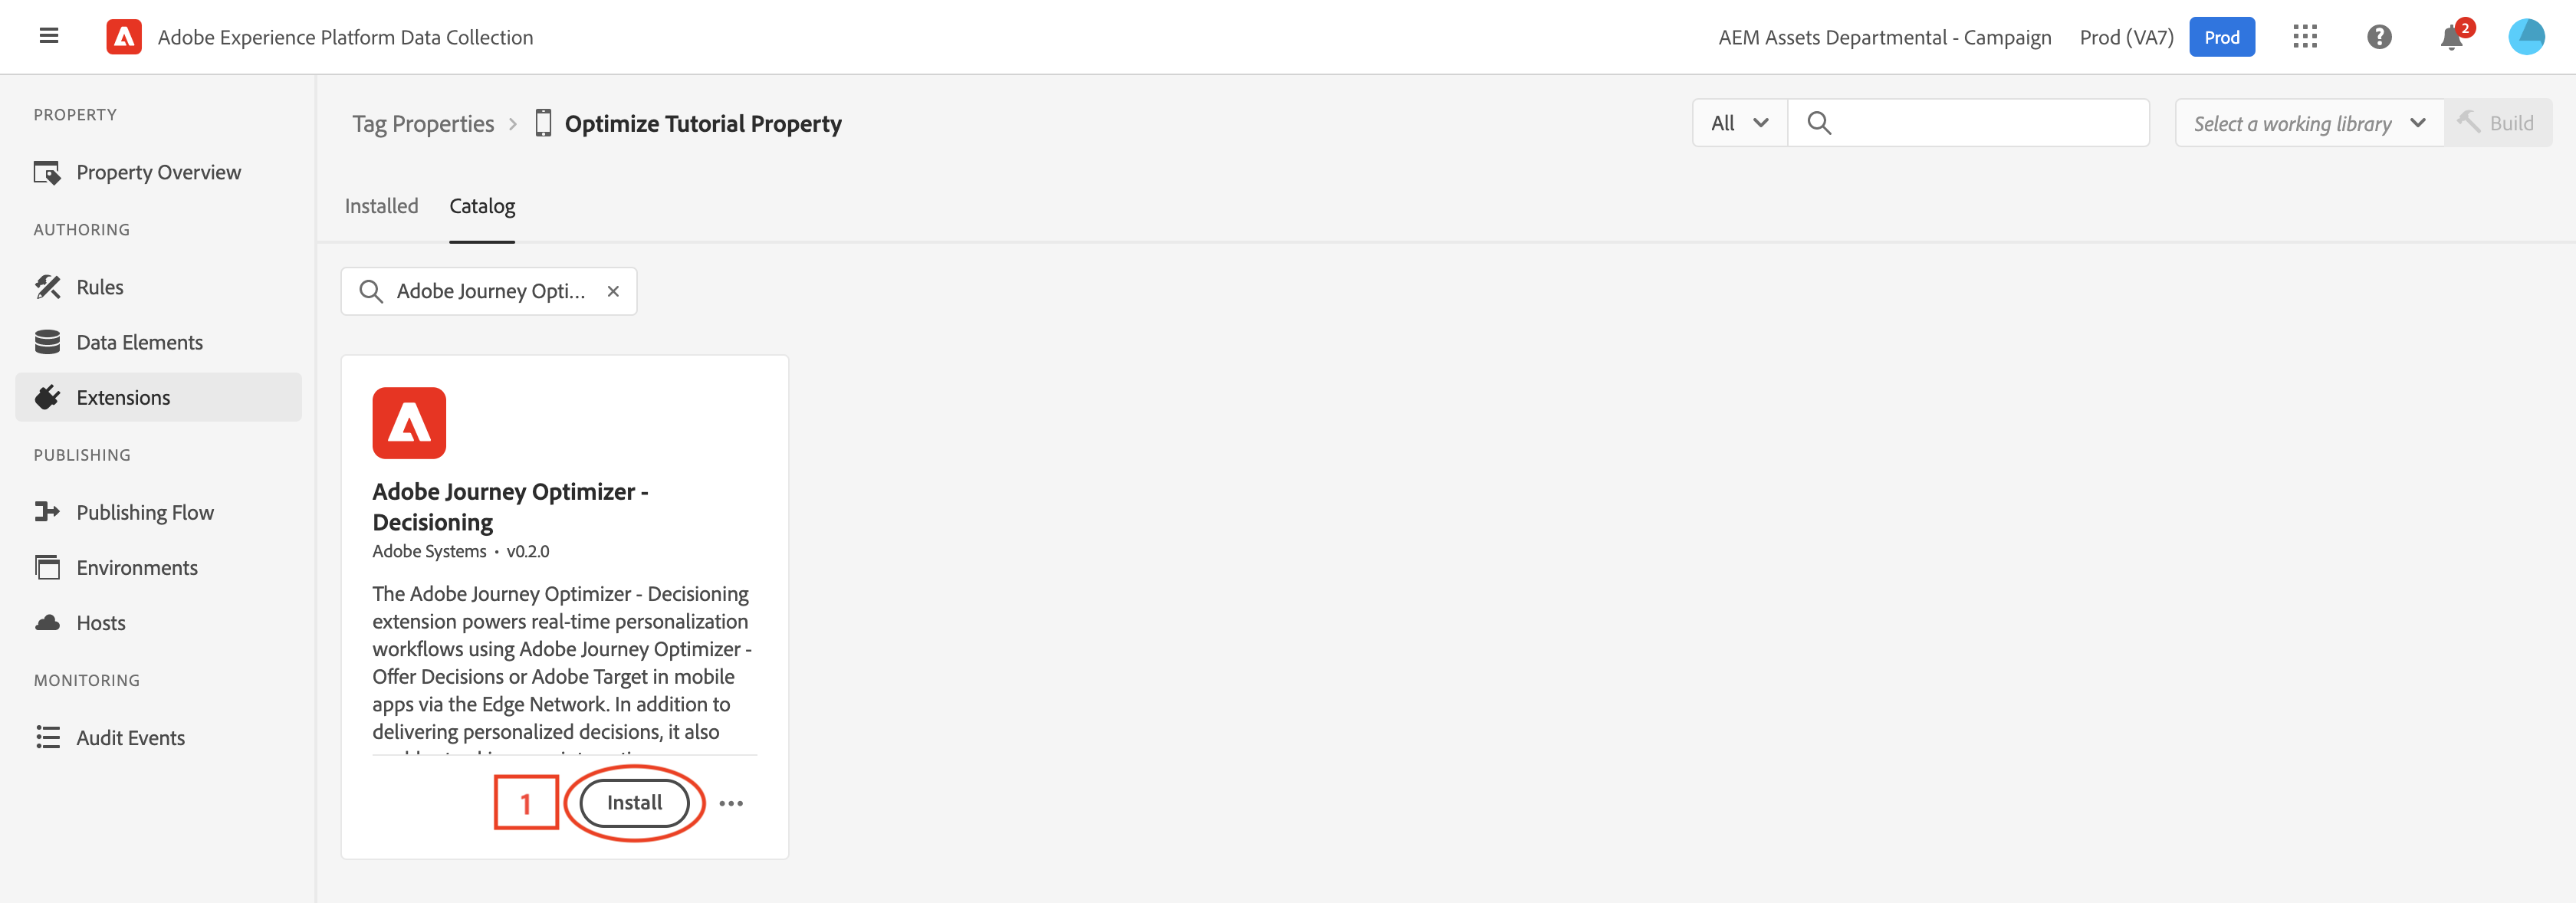 Adobe Experience Platform Data Collection
AEM Assets Departmental - Campaign
Prod (VA7)
Prod
2
PROPERTY
Property Overview
AUTHORING
Rules
Data Elements
Extensions
PUBLISHING
Publishing Flow
Environments
Hosts
MONITORING
Audit Events
Tag Properties > Optimize Tutorial Property
All
Select a working library
Build
Installed
Catalog
Adobe Journey Opti...
Adobe Journey Optimizer -
Decisioning
Adobe Systems • v0.2.0
The Adobe Journey Optimizer - Decisioning
extension powers real-time personalization
workflows using Adobe Journey Optimizer -
Offer Decisions or Adobe Target in mobile
apps via the Edge Network. In addition to
delivering personalized decisions, it also
1
Install